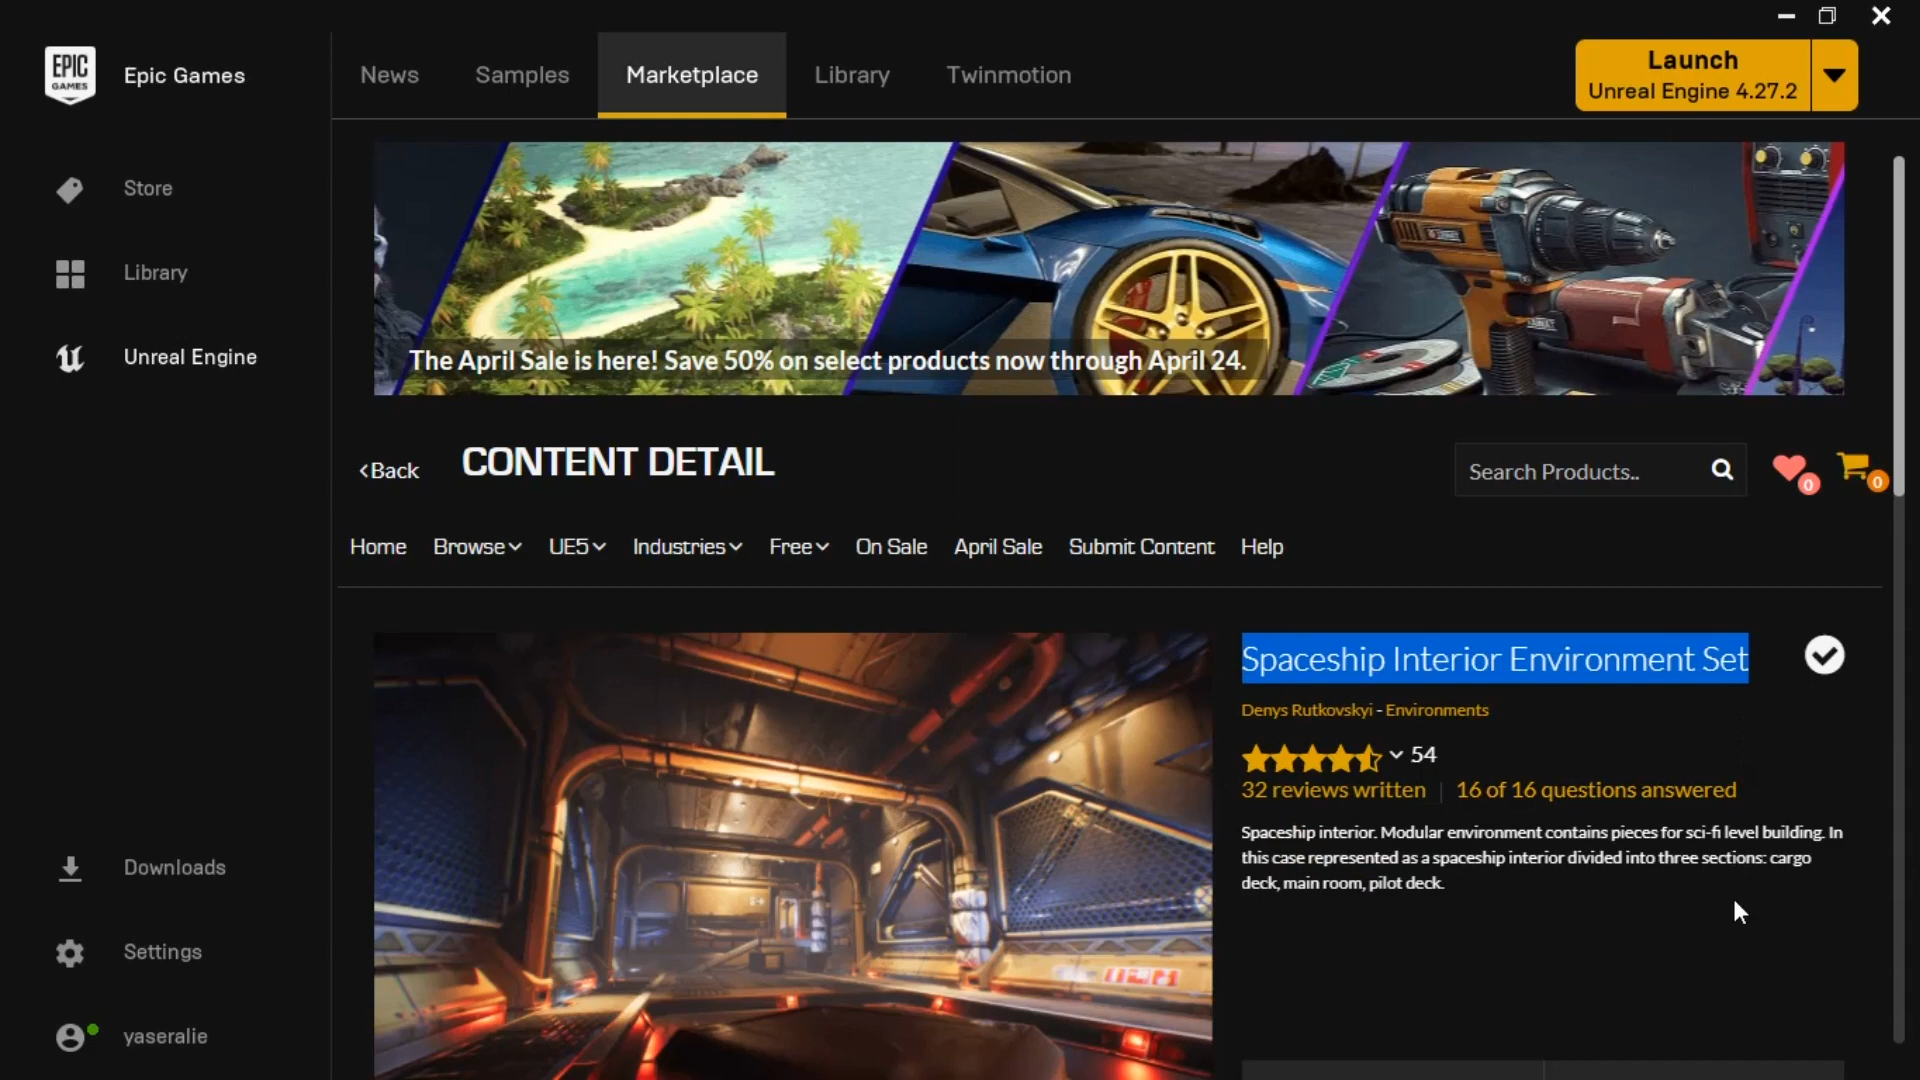 EPIC
GAMES
Epic Games
News
Samples
Marketplace
Library
Twinmotion
Launch
Unreal Engine 4.27.2
Store
Library
Unreal Engine
Downloads
Settings
yaseralie
The April Sale is here! Save 50% on select products now through April 24.
<Back
CONTENT DETAIL
Search Products..
0
0
Home
Browse
UE5
Industries
Free
On Sale
April Sale
Submit Content
Help
Spaceship Interior Environment Set
Denys Rutkovskyi - Environments
54
32 reviews written | 16 of 16 questions answered
Spaceship interior. Modular environment contains pieces for sci-fi level building. In
this case represented as a spaceship interior divided into three sections: cargo
deck, main room, pilot deck.